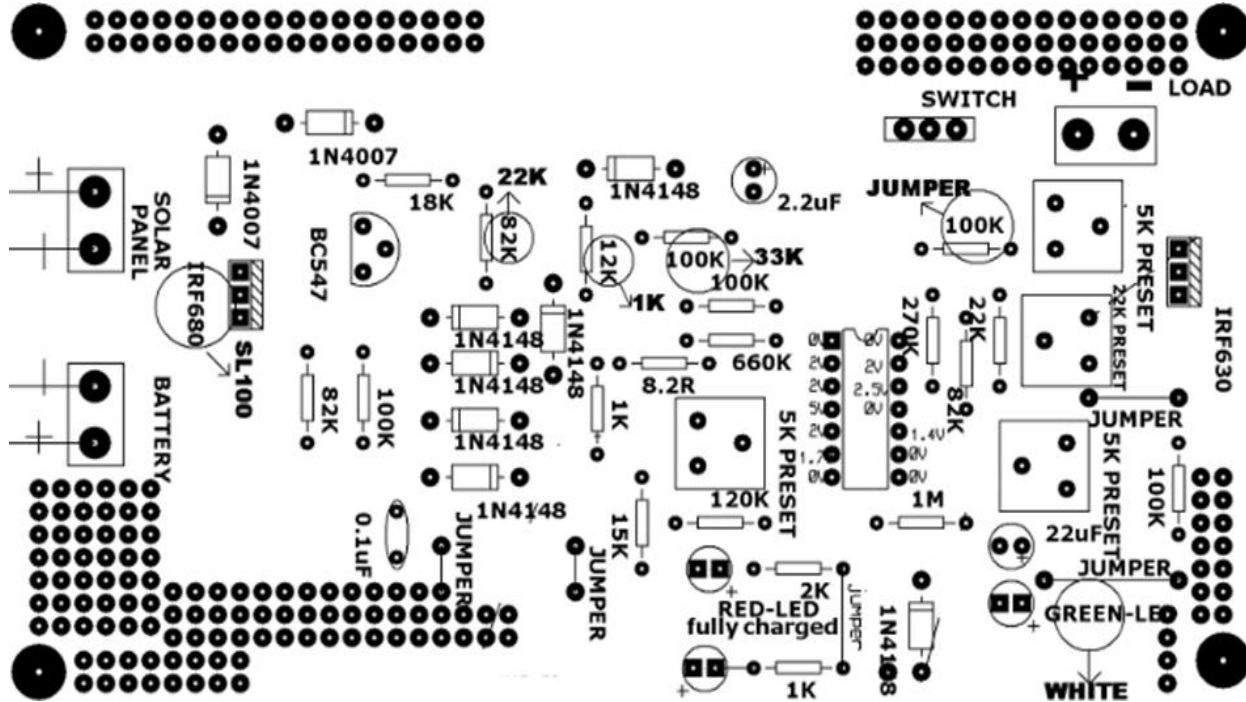 +
-
LOAD
SWITCH
1N4007
1N4007
18K
22K
82K
1N4148
2.2uF
JUMPER
100K
5K PRESET
SOLAR
PANEL
BC547
IRF680
SL100
12K
1K
100K
33K
100K
660K
8.2R
1N4148
1N4148
1N4148
1N4148
1N4148
270K
22K
82K
22K PRESET
IRF630
0V
2V
2V
5V
2V
1.7
0V
0V
2V
2.5V
0V
1.4V
0V
0V
BATTERY
82K
100K
1K
5K PRESET
JUMPER
5K PRESET
100K
120K
1M
15K
0.1uF
JUMPER
JUMPER
22uF
JUMPER
2K
RED-LED
fully charged
jumper
1N4148
GREEN-LE
1K
WHITE